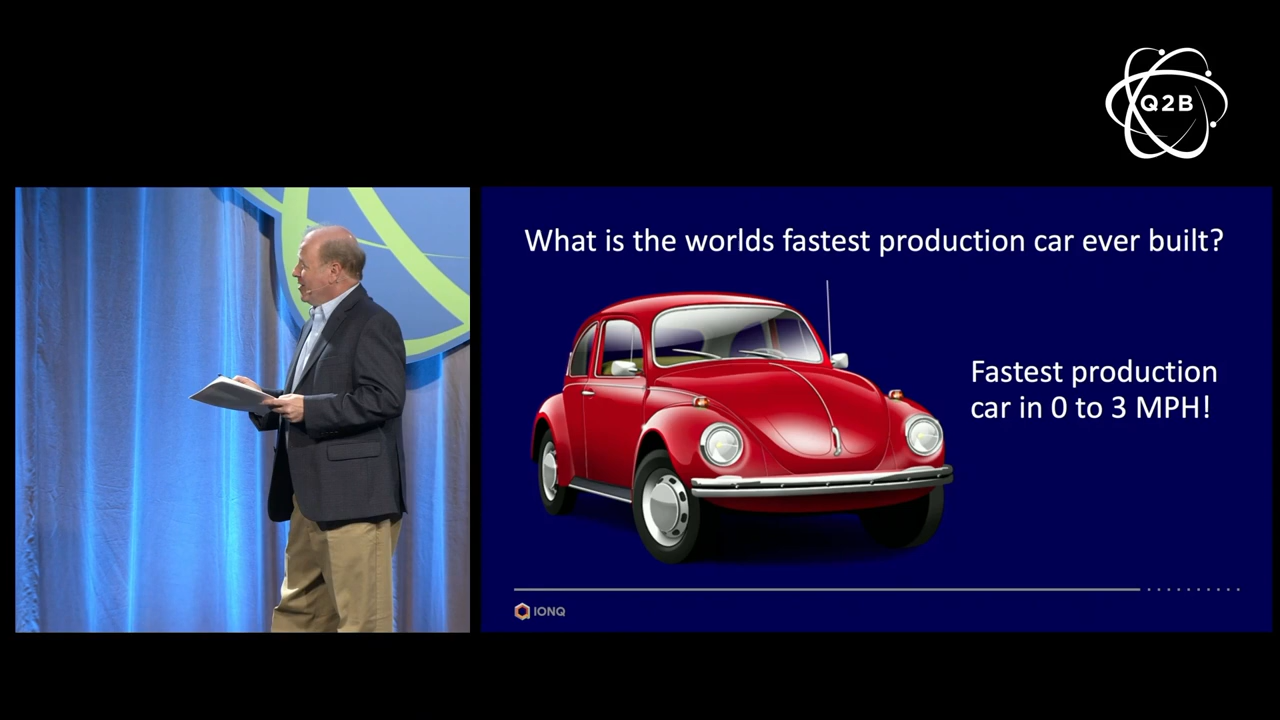 Q2B
What is the worlds fastest production car ever built?
Fastest production
car in 0 to 3 MPH!
IONQ